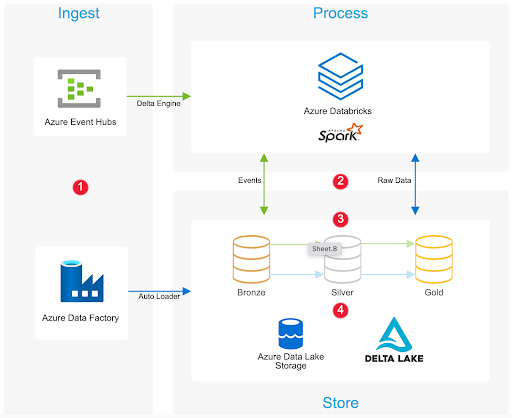 Ingest
Process
Azure Event Hubs
Delta Engine
Azure Databricks
APACHE
Spark
1
Events
2
Raw Data
3
Sheet.8
Bronze
Silver
Gold
Azure Data Factory
Auto Loader
4
Azure Data Lake
Storage
DELTA LAKE
Store